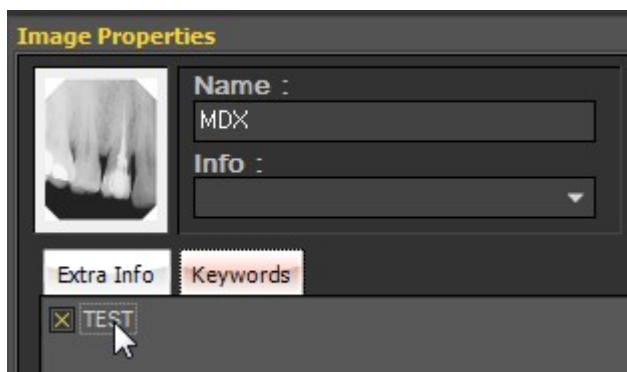 Image Properties
Name :
MDX
Info :
Extra Info
Keywords
TEST